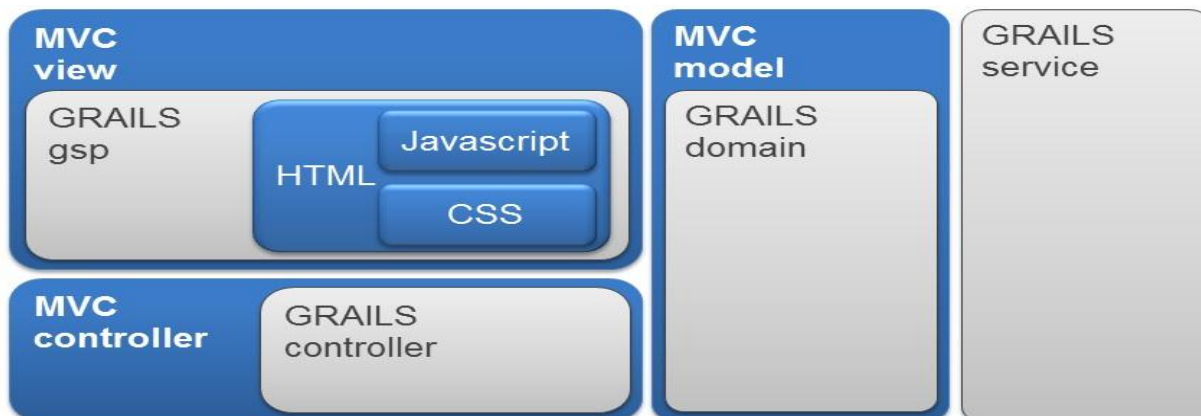 MVC
view
GRAILS
gsp
HTML
Javascript
CSS
MVC
controller
GRAILS
controller
MVC
model
GRAILS
domain
GRAILS
service